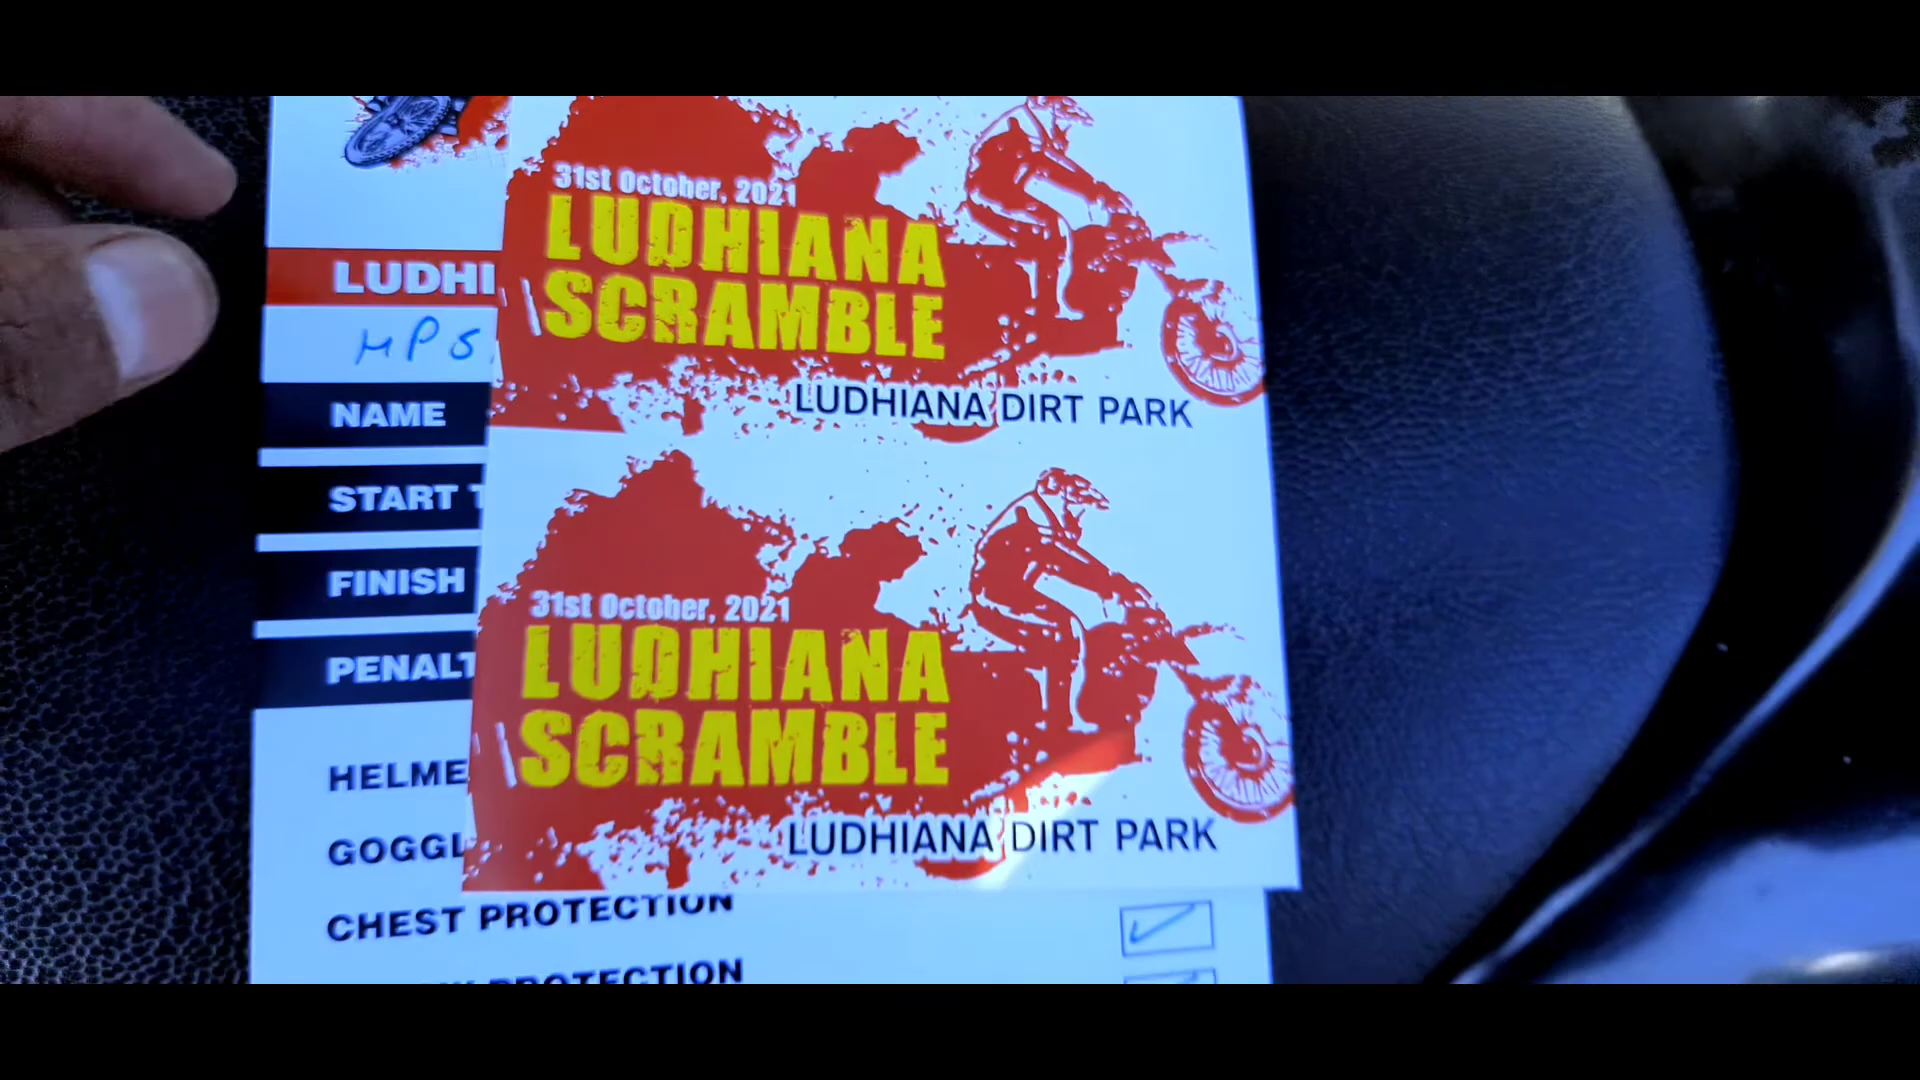 31st October, 2021
LUDHIANA
SCRAMBLE
LUDHIANA DIRT PARK
31st October, 2021
LUDHIANA
SCRAMBLE
LUDHIANA DIRT PARK
LUDHI
MPS
NAME
START T
FINISH
PENALT
HELME
GOGGL
CHEST PROTECTION
PROTECTION